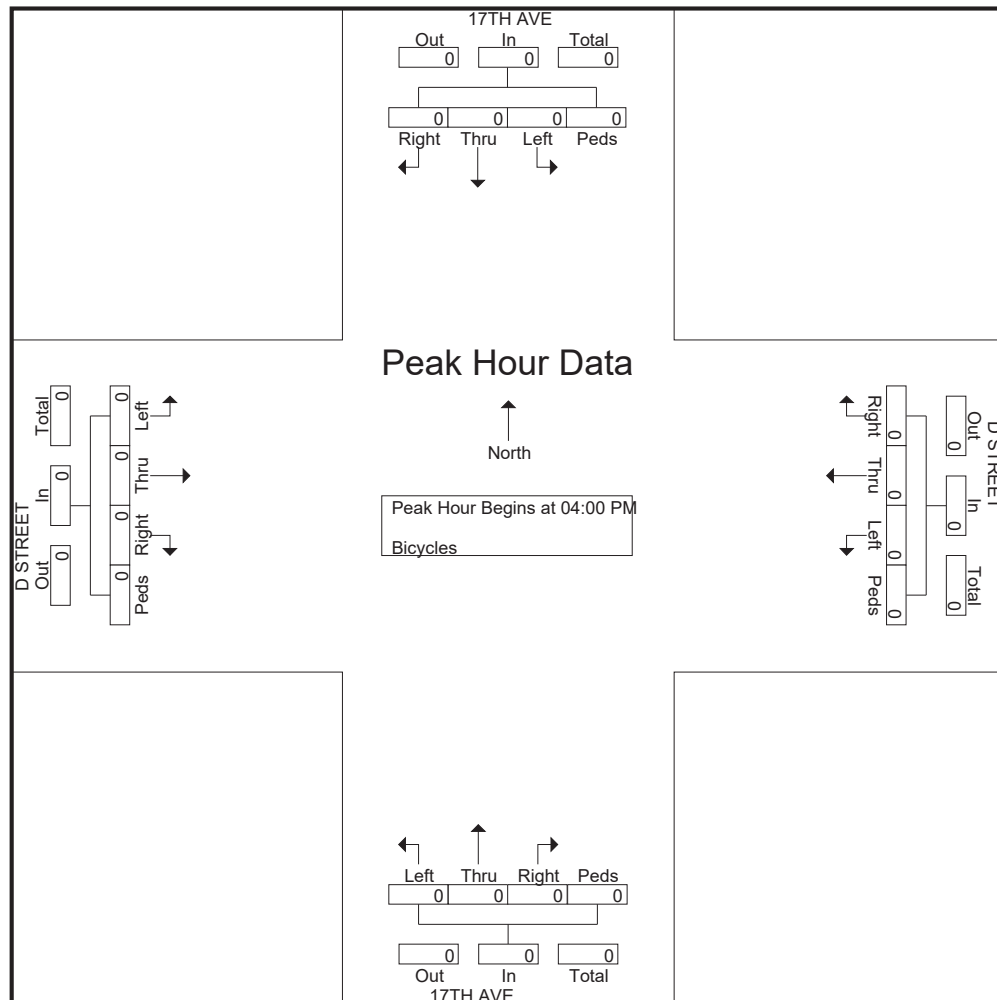 17TH AVE
Out In Total
0 0 0
0 0 0 0
Right Thru Left Peds
Peak Hour Data
North
Peak Hour Begins at 04:00 PM
Bicycles
D STREET
Total In Out
0 0 0
0 0 0 0
Left Thru Right Peds
D STREET
Out In Total
0 0 0
0 0 0 0
Right Thru Left Peds
Left Thru Right Peds
0 0 0 0
0 0 0
Out In Total
17TH AVE